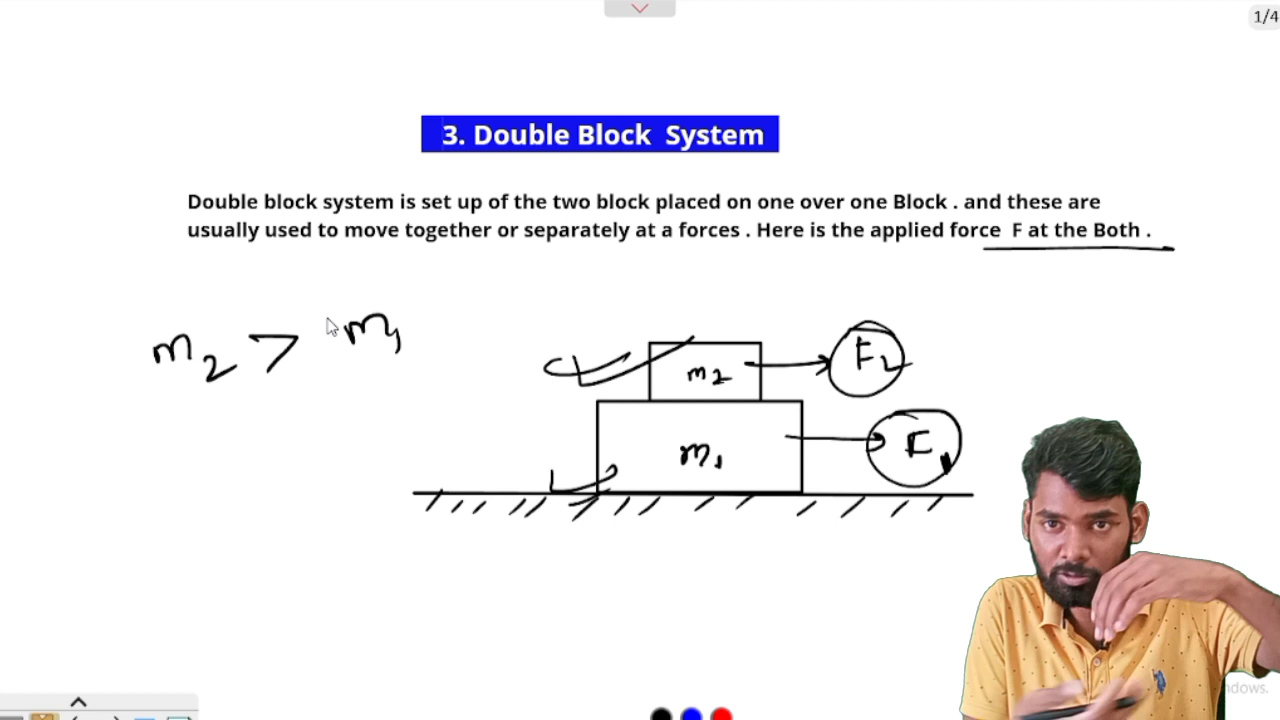 1/4
3. Double Block System
Double block system is set up of the two block placed on one over one Block . and these are
usually used to move together or separately at a forces . Here is the applied force F at the Both .
m2 > m1
m2
F2
m1
F1
ndows.